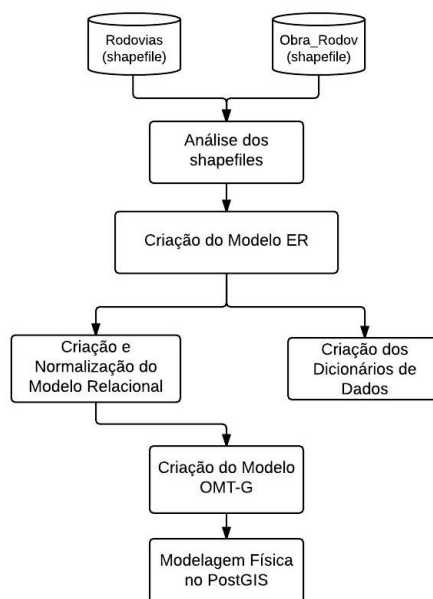 Rodovias
(shapefile)
Obra_Rodov
(shapefile)
Análise dos
shapefiles
Criação do Modelo ER
Criação e
Normalização do
Modelo Relacional
Criação dos
Dicionários de
Dados
Criação do Modelo
OMT-G
Modelagem Física
no PostGIS